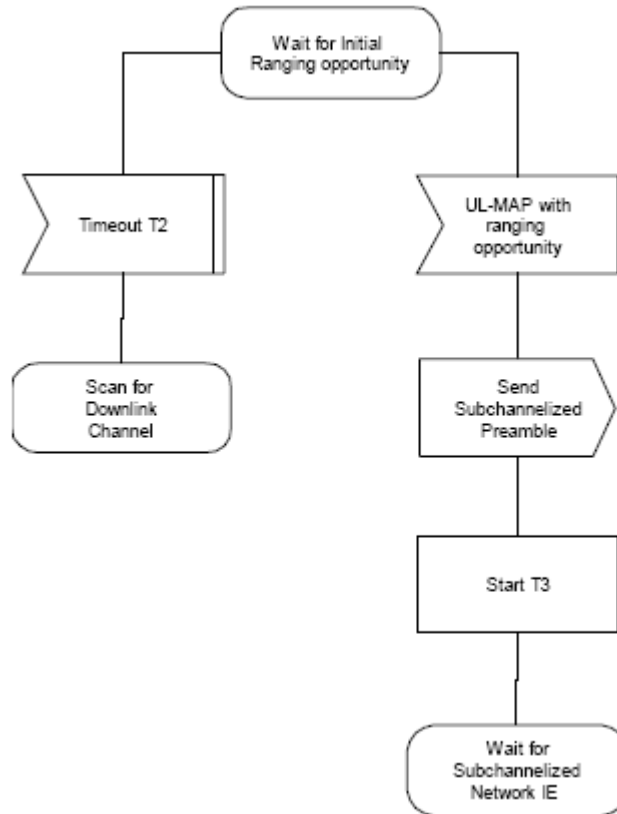 Wait for Initial
Ranging opportunity
Timeout T2
UL-MAP with
ranging
opportunity
Scan for
Downlink
Channel
Send
Subchannelized
Preamble
Start T3
Wait for
Subchannelized
Network IE